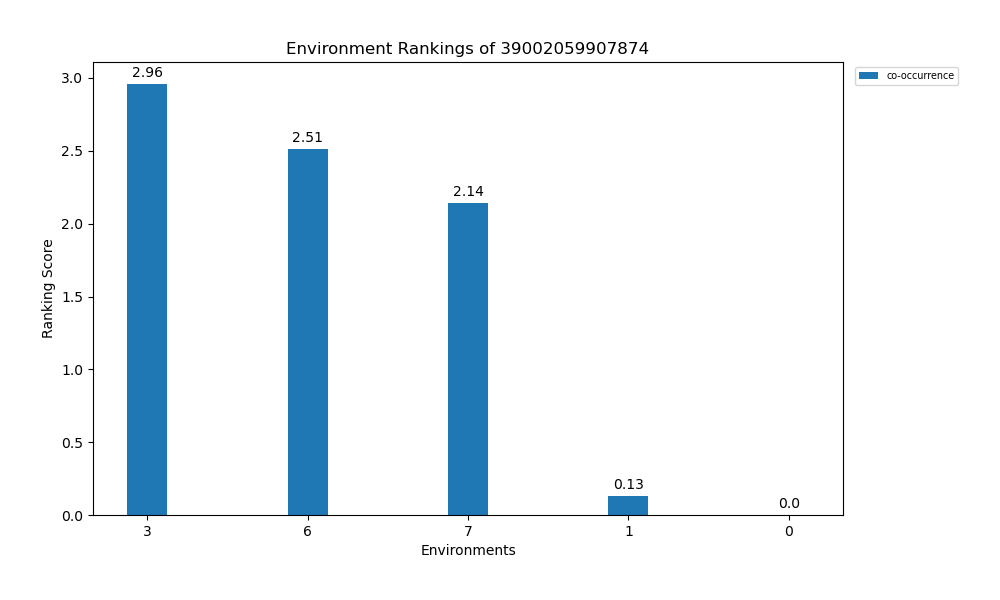 Environment Rankings of 39002059907874
co-occurrence
Ranking Score
3.0
2.5
2.0
1.5
1.0
0.5
0.0
2.96
2.51
2.14
0.13
0.0
3 6 7 1 0
Environments